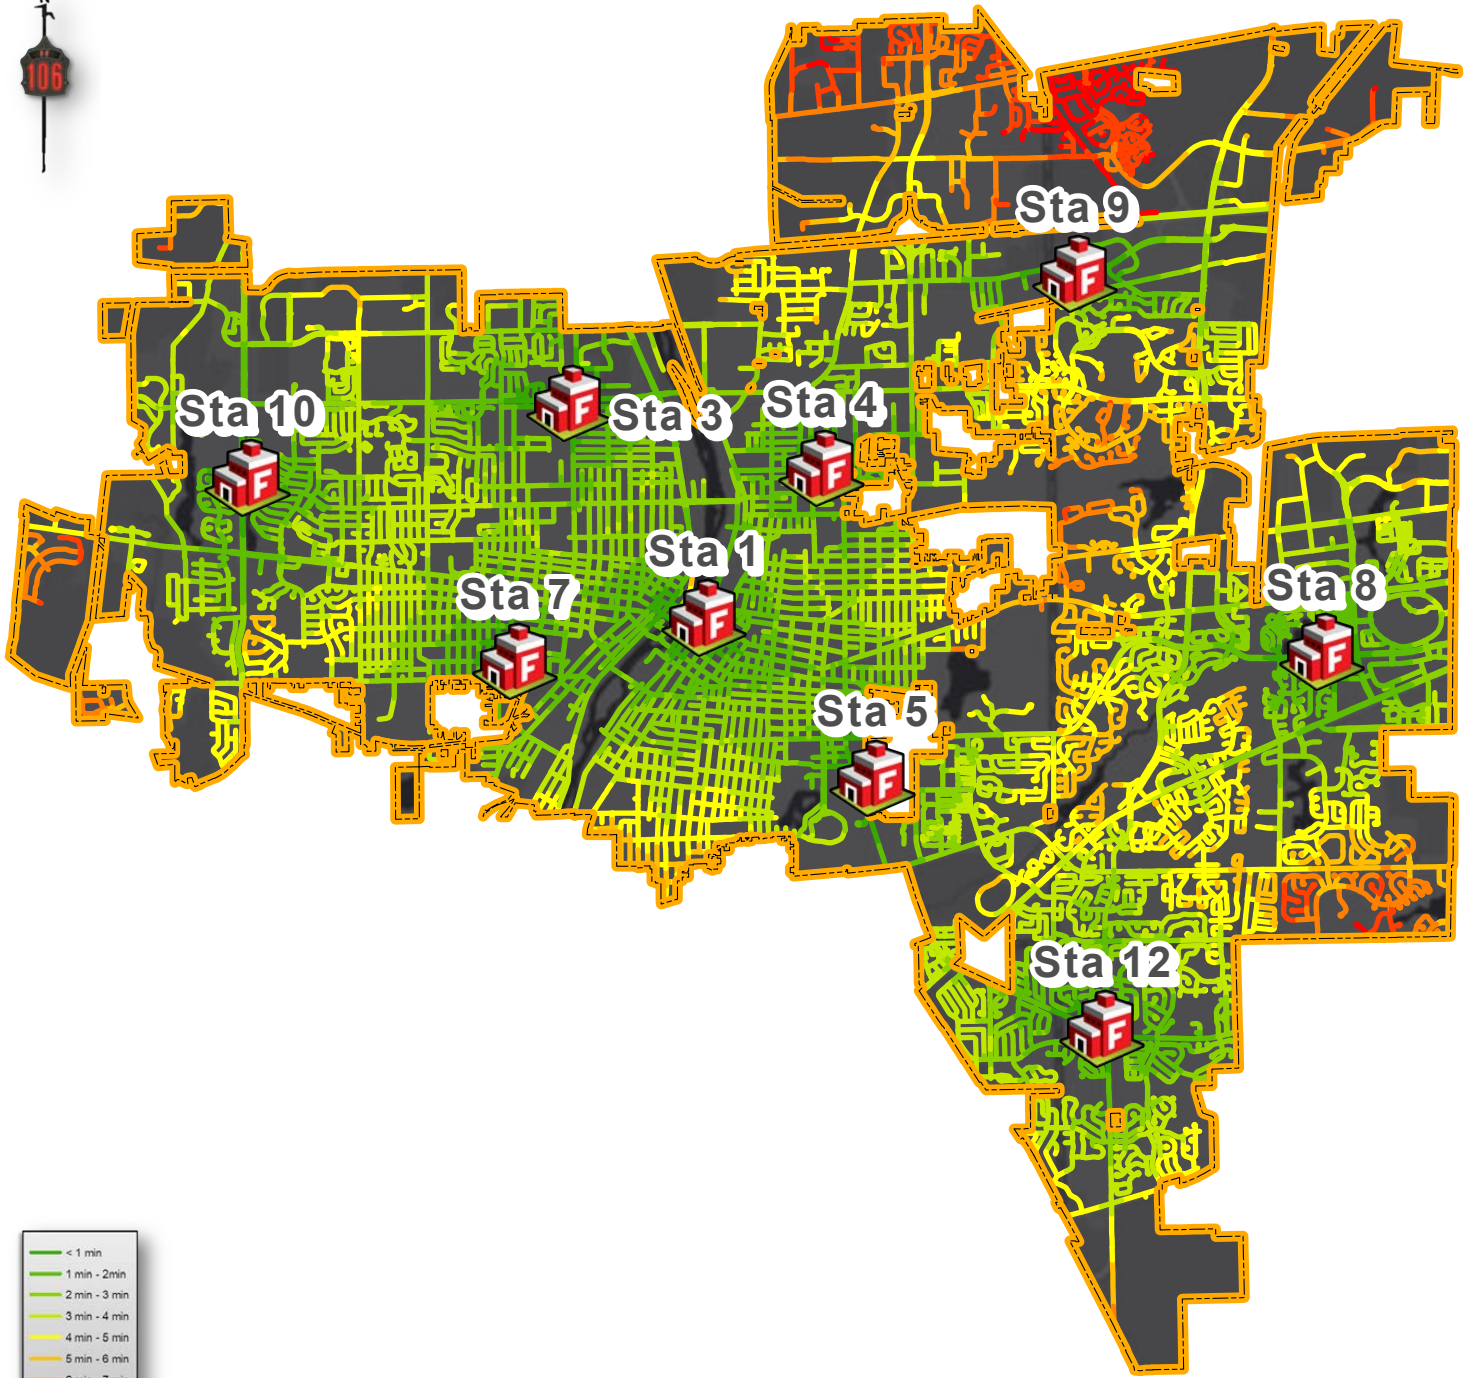 106
Sta 9
Sta 10
Sta 3
Sta 4
Sta 1
Sta 7
Sta 8
Sta 5
Sta 12
< 1 min
1 min - 2min
2 min - 3 min
3 min - 4 min
4 min - 5 min
5 min - 6 min